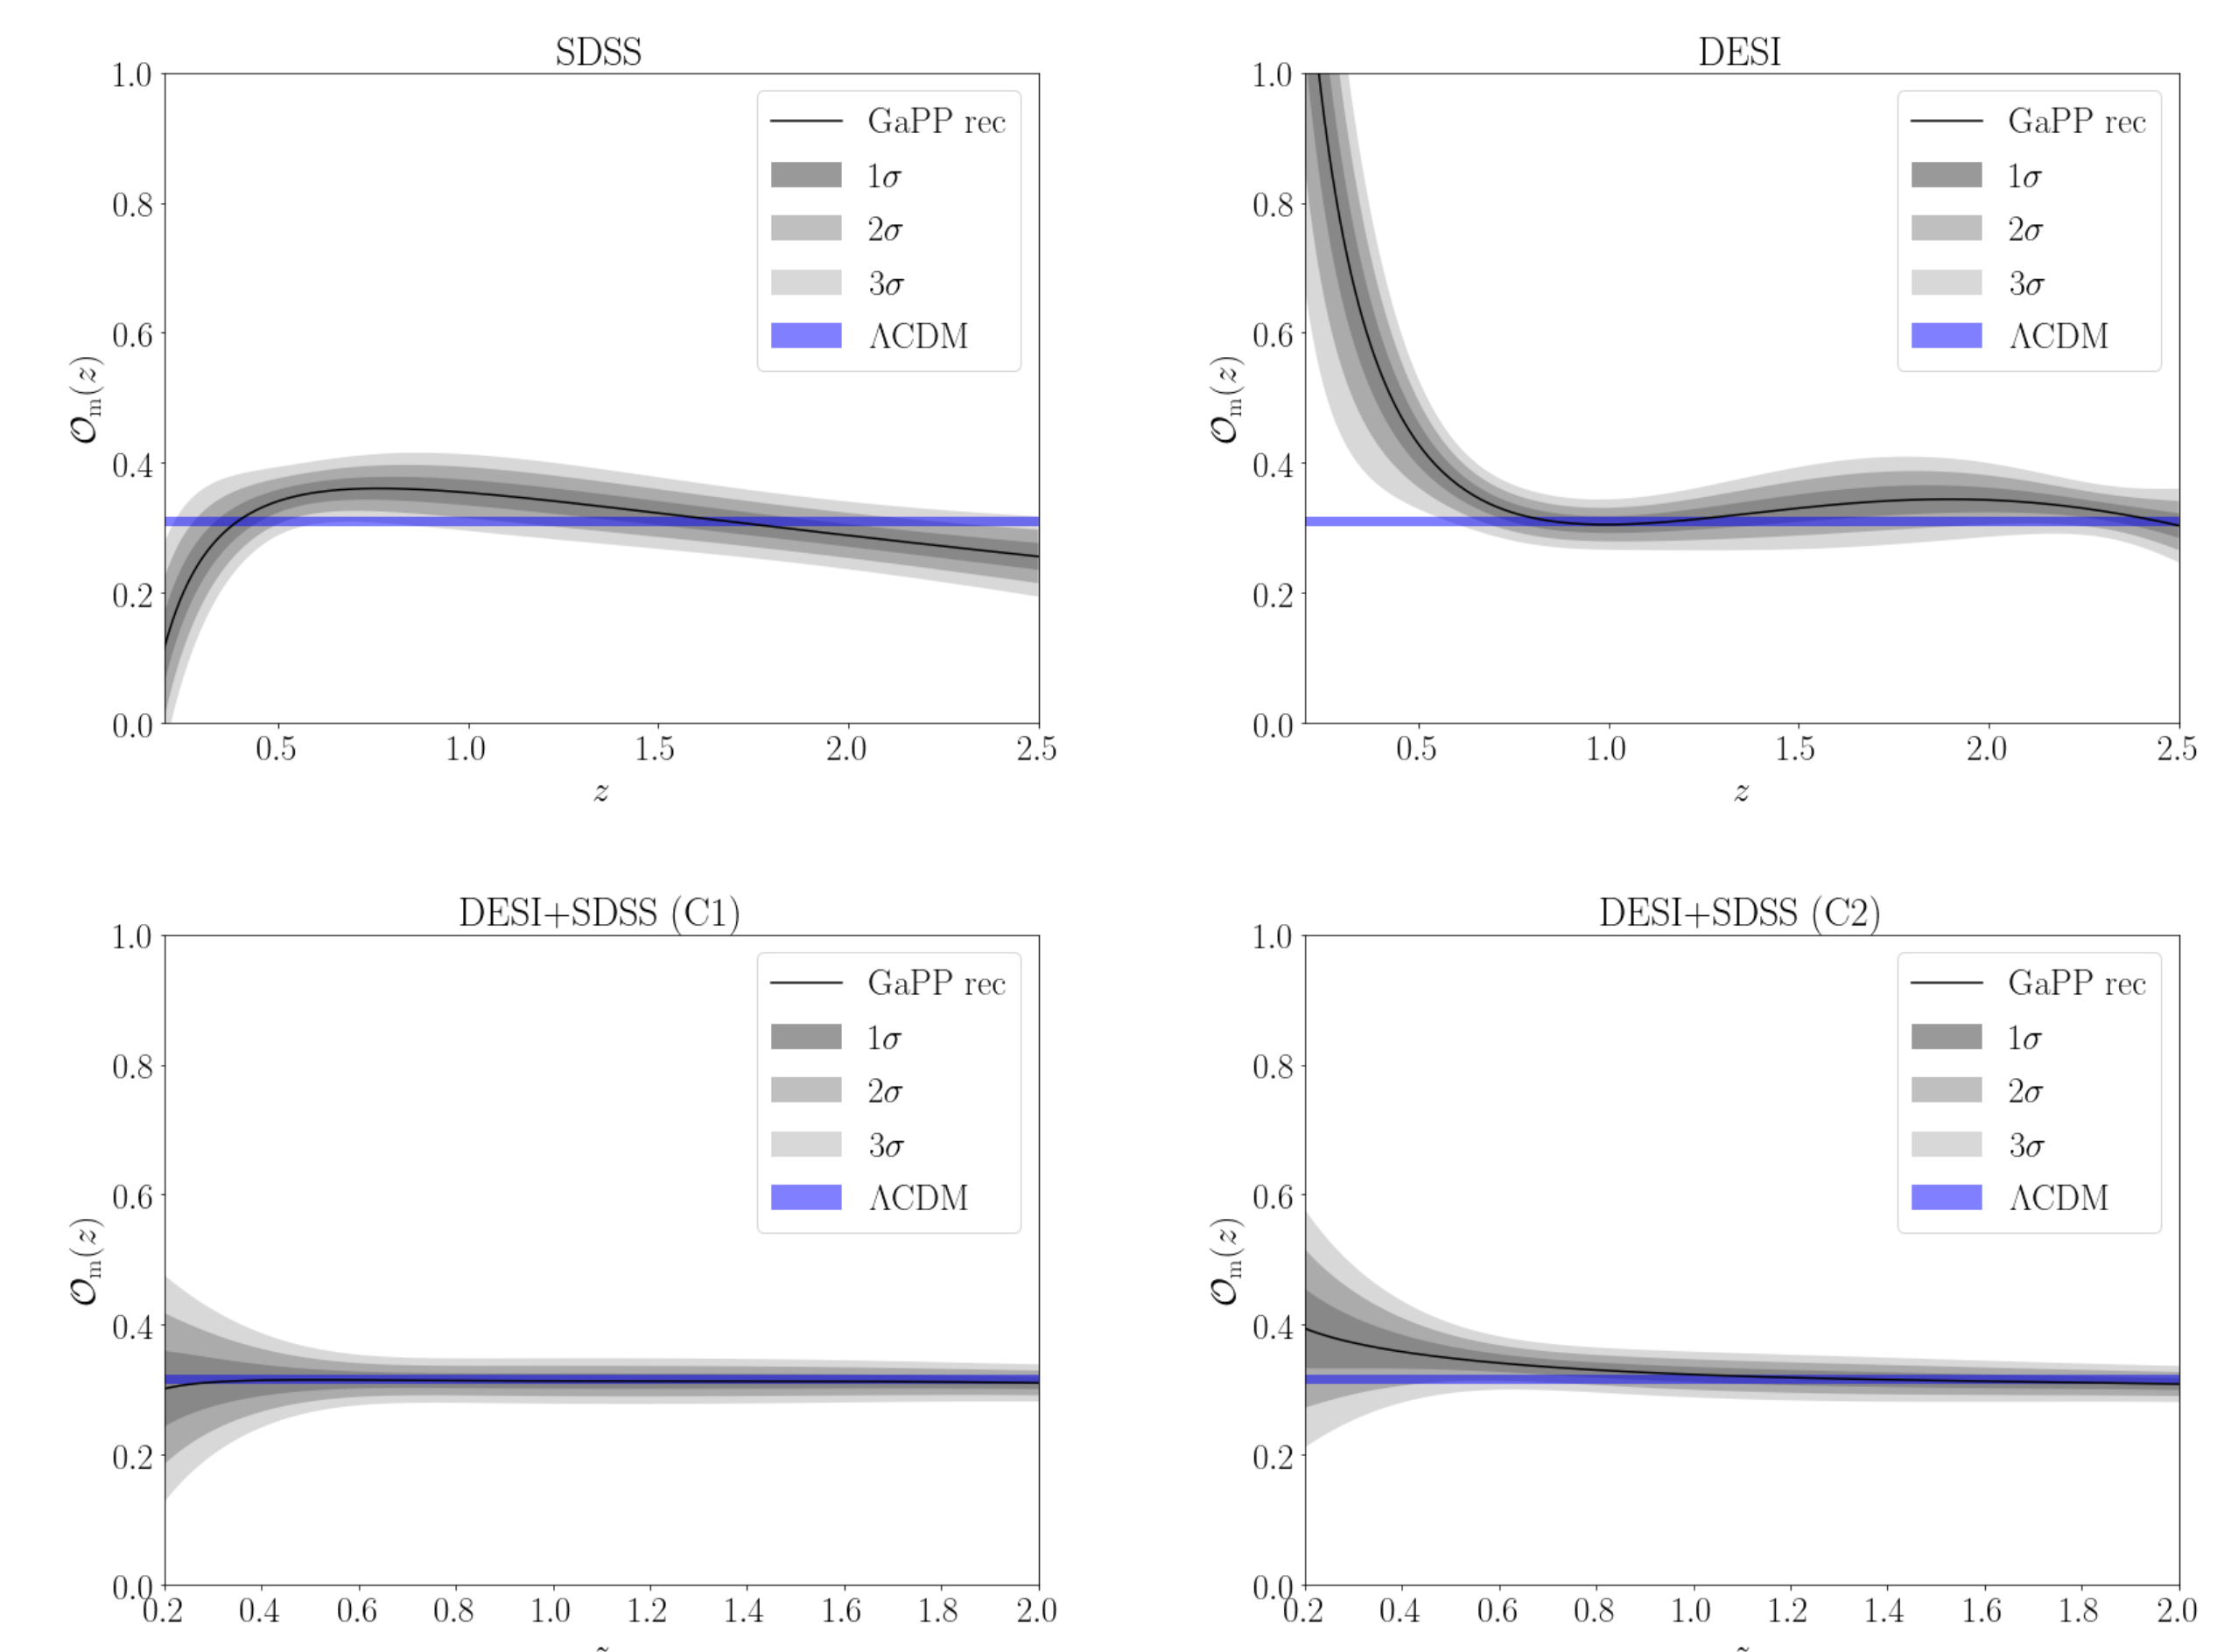 SDSS
1.0
0.8
0.6
0.4
0.2
0.0
𝒪m(z)
GaPP rec
1σ
2σ
3σ
ΛCDM
0.5 1.0 1.5 2.0 2.5
z
DESI
1.0
0.8
0.6
0.4
0.2
0.0
𝒪m(z)
GaPP rec
1σ
2σ
3σ
ΛCDM
0.5 1.0 1.5 2.0 2.5
z
DESI+SDSS (C1)
1.0
0.8
0.6
0.4
0.2
0.0
𝒪m(z)
GaPP rec
1σ
2σ
3σ
ΛCDM
0.2 0.4 0.6 0.8 1.0 1.2 1.4 1.6 1.8 2.0
DESI+SDSS (C2)
1.0
0.8
0.6
0.4
0.2
0.0
𝒪m(z)
GaPP rec
1σ
2σ
3σ
ΛCDM
0.2 0.4 0.6 0.8 1.0 1.2 1.4 1.6 1.8 2.0